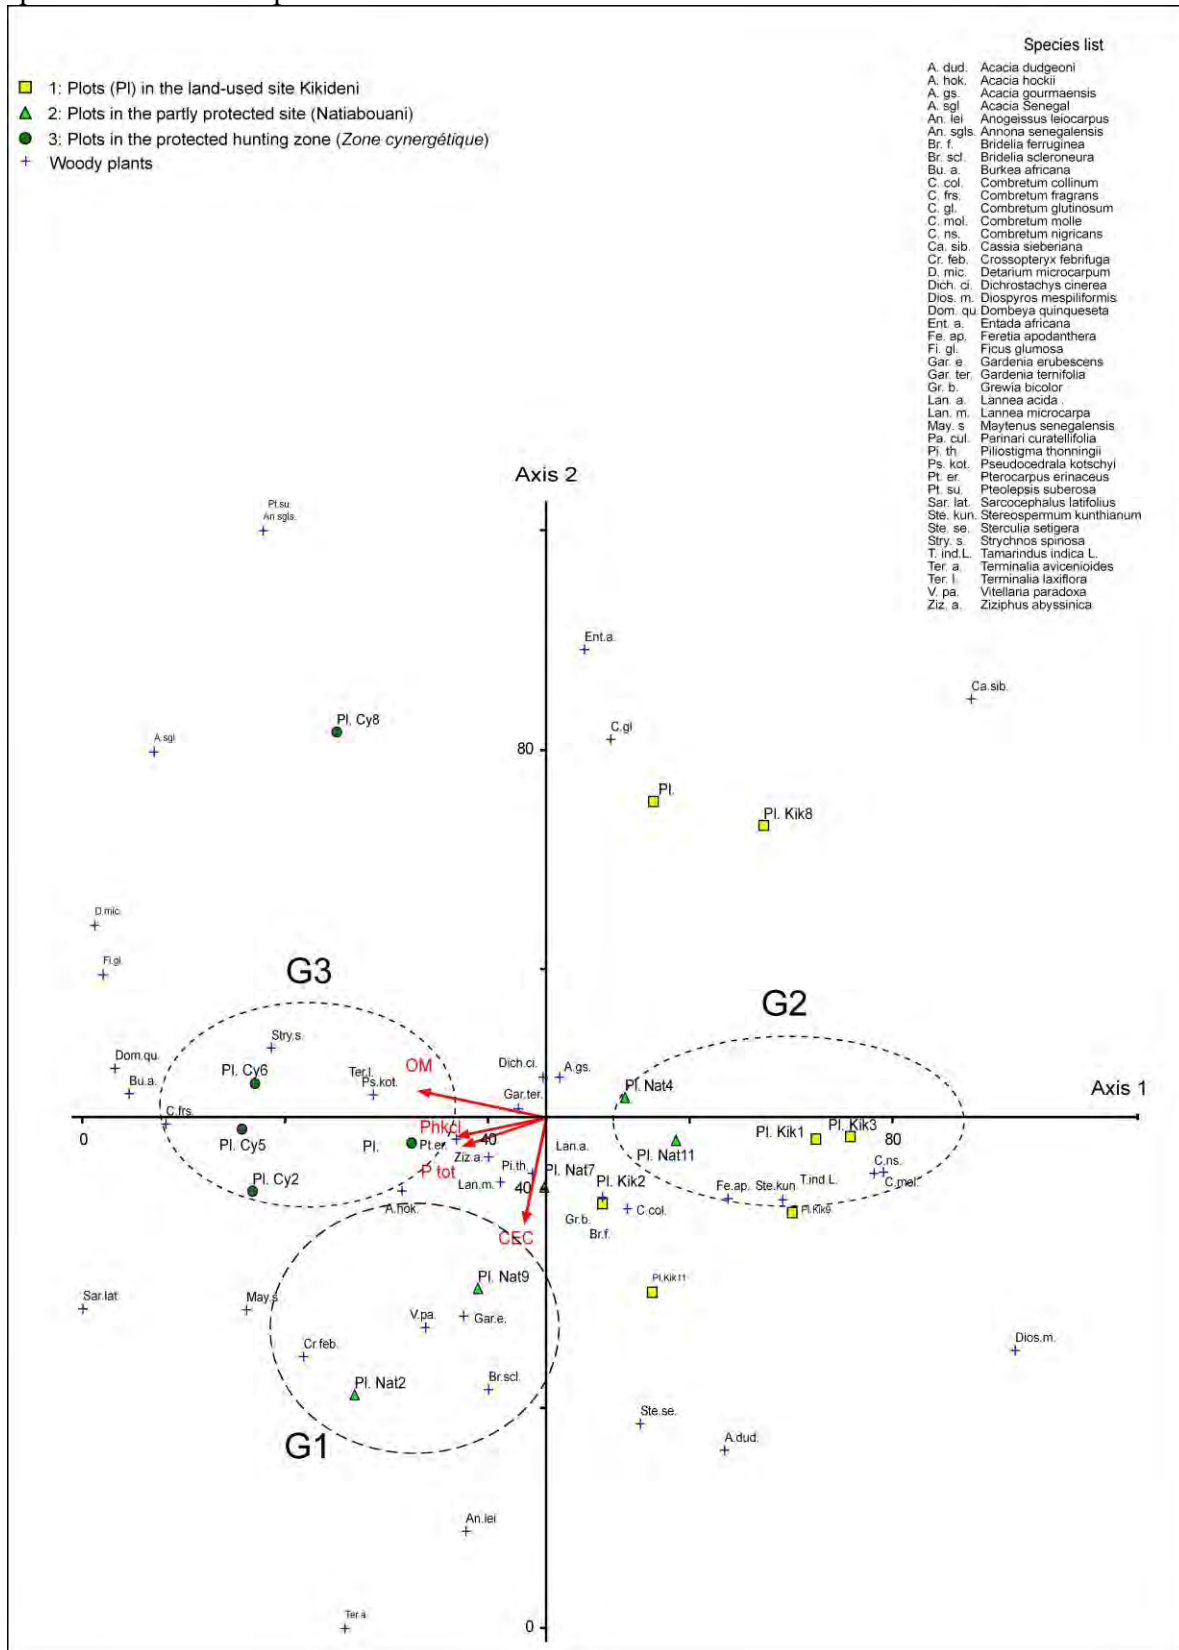 Species list
1: Plots (Pl) in the land-used site Kikideni
2: Plots in the partly protected site (Natiabouani)
3: Plots in the protected hunting zone (Zone cynergétique)
Woody plants
A. dud. Acacia dudgeoni
A. hok. Acacia hockii
A. gs. Acacia gourmaensis
A. sgl Acacia Senegal
An. lei Anogeissus leiocarpus
An. sgls. Annona senegalensis
Br. f. Bridelia ferruginea
Br. scl. Bridelia scleroneura
Bu. a. Burkea africana
C. col. Combretum collinum
C. frs. Combretum fragrans
C. gl. Combretum glutinosum
C. mol. Combretum molle
C. ns. Combretum nigricans
Ca. sib. Cassia sieberiana
Cr. feb. Crossopteryx febrifuga
D. mic. Detarium microcarpum
Dich. ci. Dichrostachys cinerea
Dios. m. Diospyros mespiliformis
Dom. qu Dombeya quinqueseta
Ent. a. Entada africana
Fe. ap. Feretia apodanthera
Fi. gl. Ficus glumosa
Gar. e. Gardenia erubescens
Gar. ter. Gardenia ternifolia
Gr. b. Grewia bicolor
Lan. a. Lannea acida
Lan. m. Lannea microcarpa
May. s Maytenus senegalensis
Pa. cul. Parinari curatellifolia
Pi. th Piliostigma thonningii
Ps. kot. Pseudocedrala kotschyi
Pt. er. Pterocarpus erinaceus
Pt. su. Pteolepsis suberosa
Sar. lat. Sarcocephalus latifolius
Ste. kun. Stereospermum kunthianum
Ste. se. Sterculia setigera
Stry. s. Strychnos spinosa
T. ind.L. Tamarindus indica L.
Ter. a. Terminalia avicenioides
Ter. l. Terminalia laxiflora
V. pa. Vitellaria paradoxa
Ziz. a. Ziziphus abyssinica
Axis 2
Pt.su
An sgls.
Ent.a.
Ca.sib.
Pl. Cy8
C.gl
A.sgl
80
Pl.
Pl. Kik8
D.mic.
Fi.gl.
G3
G2
Stry.s.
Dom.qu.
Pl. Cy6
Ter.l.
OM
Dich.ci.
A.gs.
Ps.kot.
Pl. Nat4
Axis 1
Bu.a.
Gar.ter.
C.frs.
0
Phkcl
40
Pl. Kik1
Pl. Kik3
80
Pl. Cy5
Pl.
Pt.er.
Lan.a.
Pl. Nat11
Ziz.a.
Pi.th.
Pl. Nat7
C.ns.
P tot
Pl. Cy2
Lan.m.
40
Pl. Kik2
Fe.ap.
Ste.kun.
T.ind.L.
C.mol.
A.hok.
Gr.b.
C.col.
Pl.Kik9
Br.f.
CEC
Pl. Nat9
Pl.Kik11
Sar.lat
May.s
V.pa.
Gar.e.
Cr.feb.
Dios.m.
Pl. Nat2
Br.scl.
Ste.se.
A.dud.
G1
An.lei
Ter.a
0